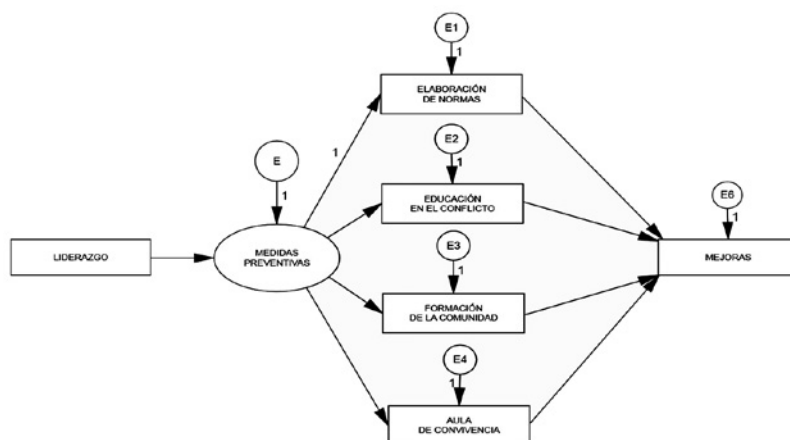 E1
1
ELABORACIÓN
DE NORMAS
1
E2
1
E
1
EDUCACIÓN
EN EL CONFLICTO
E6
1
LIDERAZGO
MEDIDAS
PREVENTIVAS
E3
1
MEJORAS
FORMACIÓN
DE LA COMUNIDAD
E4
1
AULA
DE CONVIVENCIA